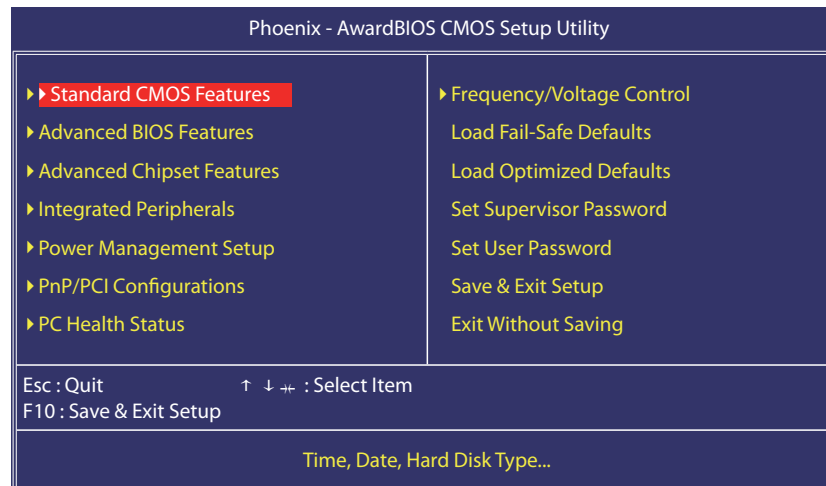 Phoenix - AwardBIOS CMOS Setup Utility
Standard CMOS Features
Advanced BIOS Features
Advanced Chipset Features
Integrated Peripherals
Power Management Setup
PnP/PCI Configurations
PC Health Status
Frequency/Voltage Control
Load Fail-Safe Defaults
Load Optimized Defaults
Set Supervisor Password
Set User Password
Save & Exit Setup
Exit Without Saving
Esc : Quit ↑ ↓ : Select Item
F10 : Save & Exit Setup
Time, Date, Hard Disk Type...